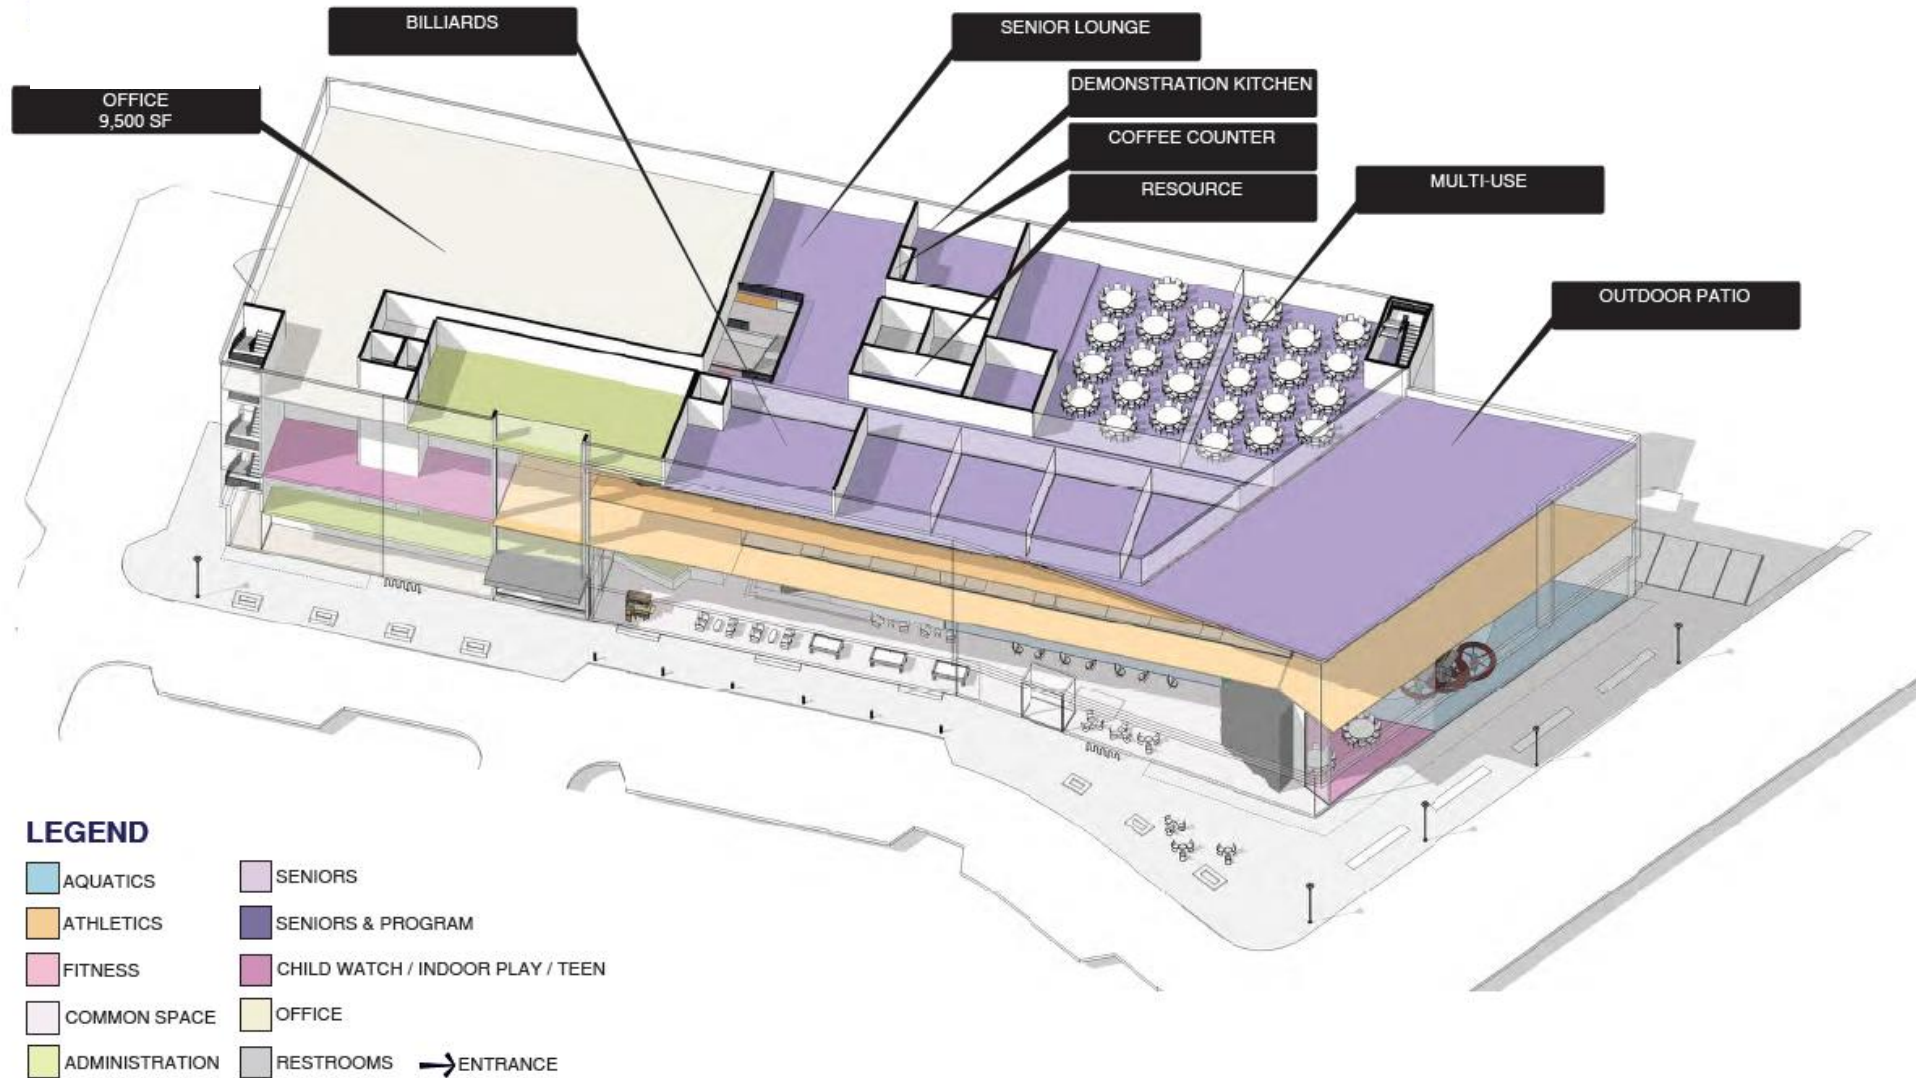 BILLIARDS
SENIOR LOUNGE
DEMONSTRATION KITCHEN
OFFICE
9,500 SF
COFFEE COUNTER
RESOURCE
MULTI-USE
OUTDOOR PATIO
LEGEND
AQUATICS
ATHLETICS
FITNESS
COMMON SPACE
ADMINISTRATION
SENIORS
SENIORS & PROGRAM
CHILD WATCH / INDOOR PLAY / TEEN
OFFICE
RESTROOMS
ENTRANCE